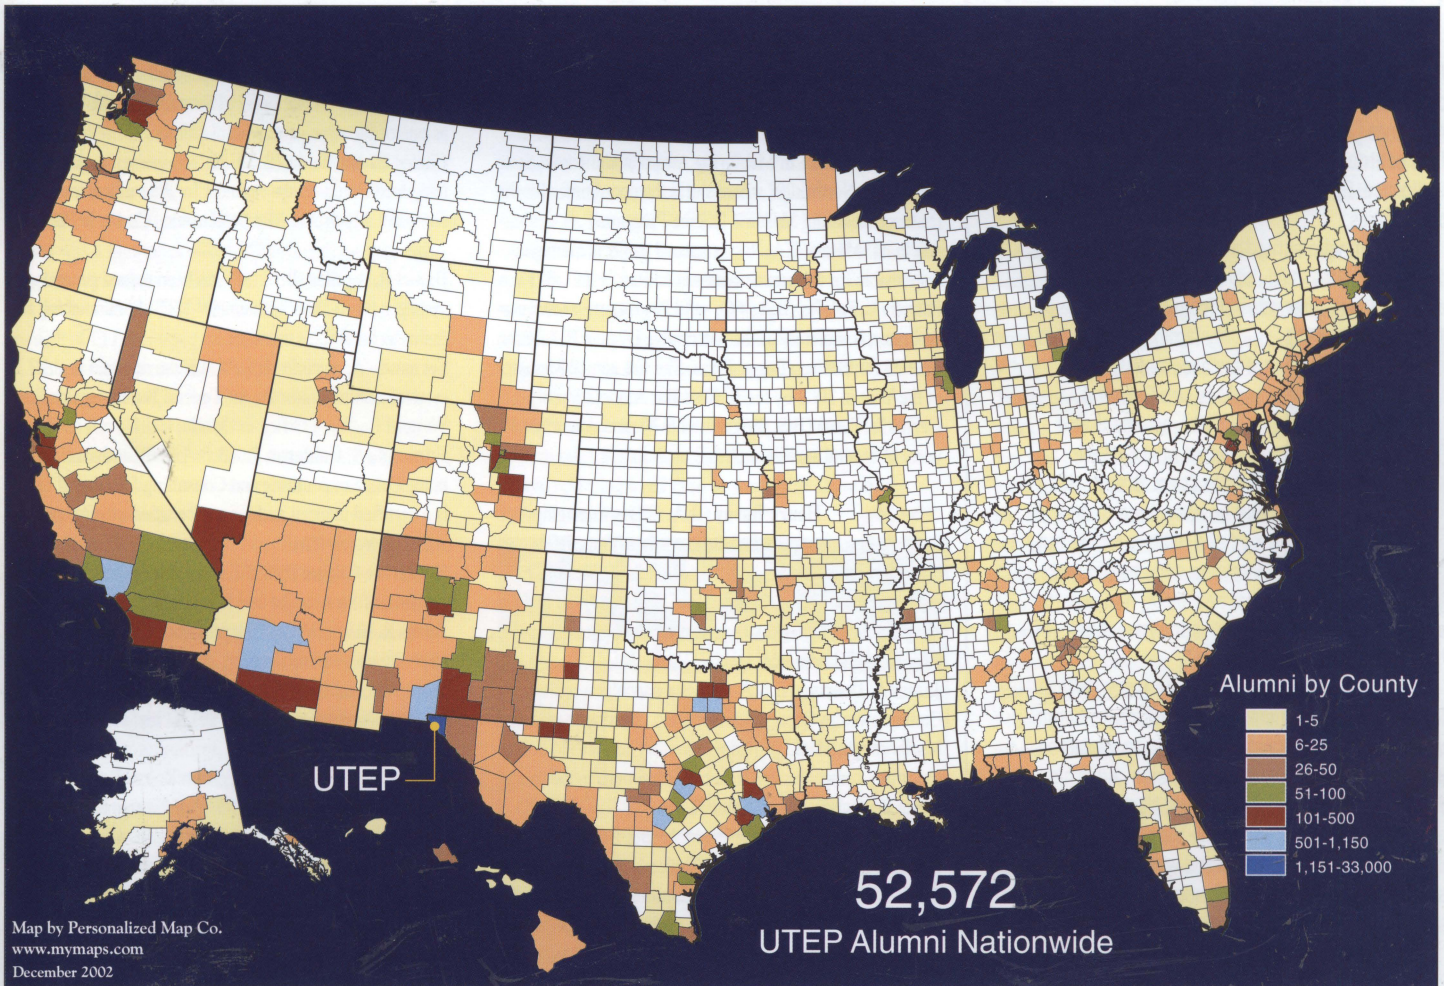 UTEP
Alumni by County
1-5
6-25
26-50
51-100
101-500
501-1,150
1,151-33,000
52,572
UTEP Alumni Nationwide
Map by Personalized Map Co.
www.mymaps.com
December 2002